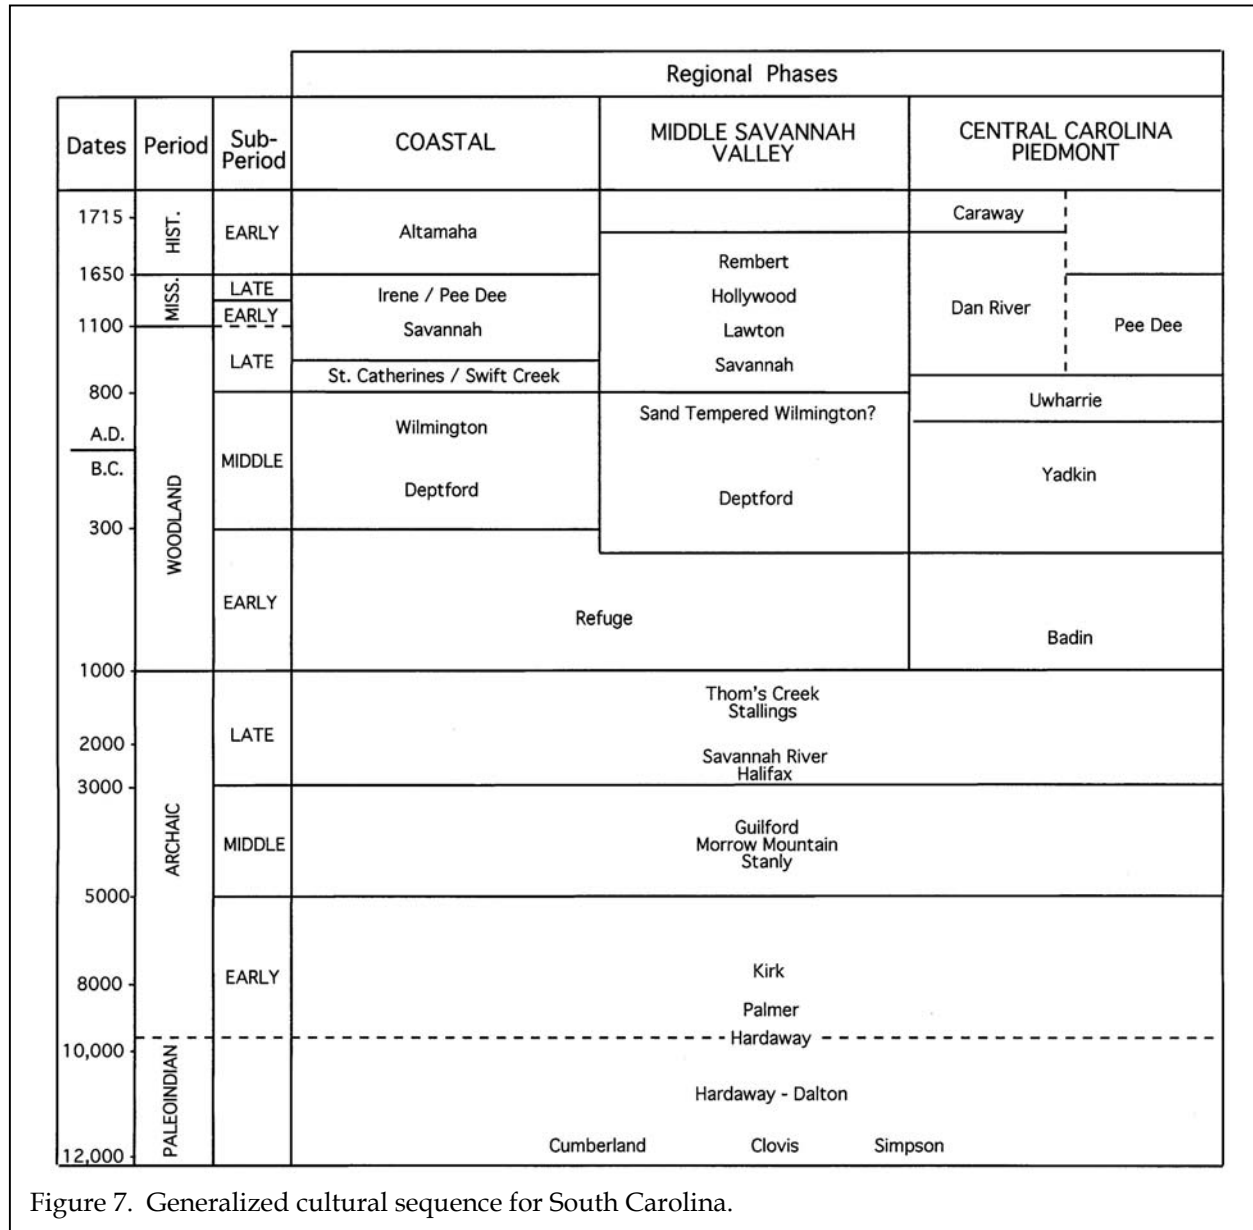 Regional Phases
Dates Period Sub-Period COASTAL MIDDLE SAVANNAH VALLEY CENTRAL CAROLINA PIEDMONT
1715 HIST. EARLY Altamaha Caraway
1650 Rembert
MISS. LATE Irene / Pee Dee Hollywood Dan River
EARLY Savannah Lawton Pee Dee
1100
LATE Savannah
St. Catherines / Swift Creek
800 Uwharrie
Sand Tempered Wilmington?
A.D. Wilmington
B.C. WOODLAND MIDDLE Deptford Deptford Yadkin
300
EARLY Refuge Badin
1000
Thom's Creek
Stallings
LATE
2000
Savannah River
Halifax
3000
ARCHAIC MIDDLE Guilford
Morrow Mountain
Stanly
5000
EARLY Kirk
8000
Palmer
Hardaway
10,000
PALEOINDIAN Hardaway - Dalton
12,000 Cumberland Clovis Simpson
Figure 7. Generalized cultural sequence for South Carolina.